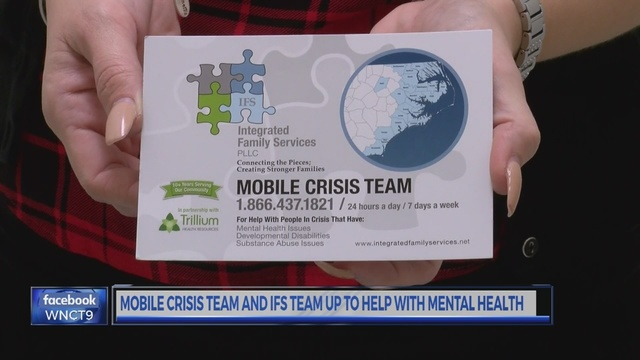 IFS
Integrated
Family Services
PLLC
Connecting the Pieces;
Creating Stronger Families
MOBILE CRISIS TEAM
1.866.437.1821 / 24 hours a day / 7 days a week
For Help With People In Crisis That Have:
Mental Health Issues
Developmental Disabilities
Substance Abuse Issues
Our Community
In partnership with
Trillium
HEALTH RESOURCES
www.integratedfamilyservices.net
facebook
WNCT9
MOBILE CRISIS TEAM AND IFS TEAM UP TO HELP WITH MENTAL HEALTH